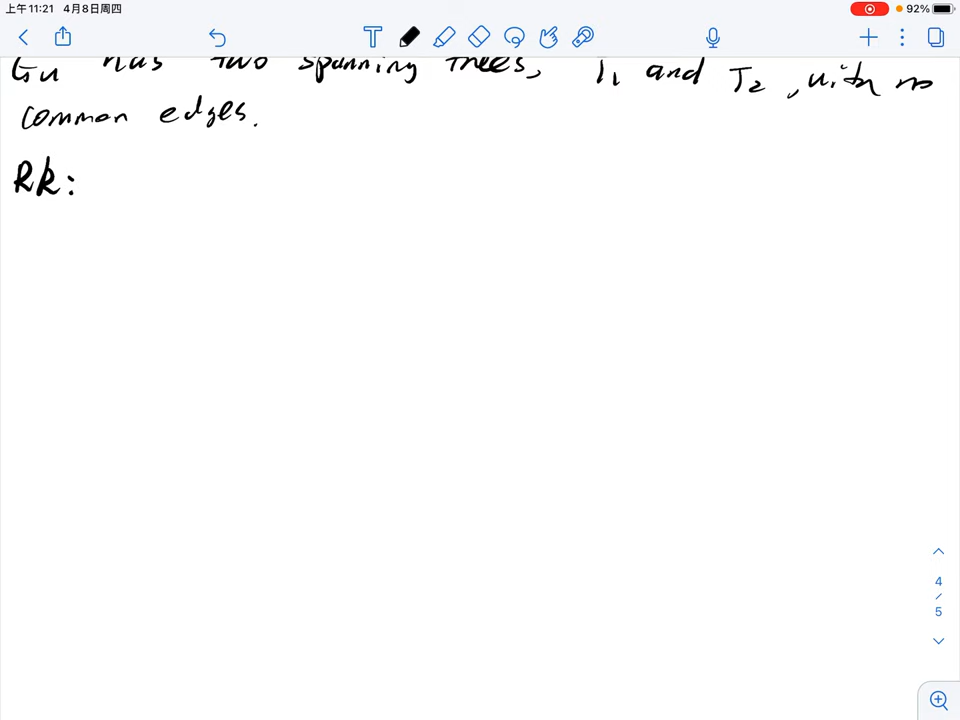 上午11:21 4月8日周四
92%
T
Gn has two spanning trees, T1 and T2, with no
common edges.
Rk:
4
/
5